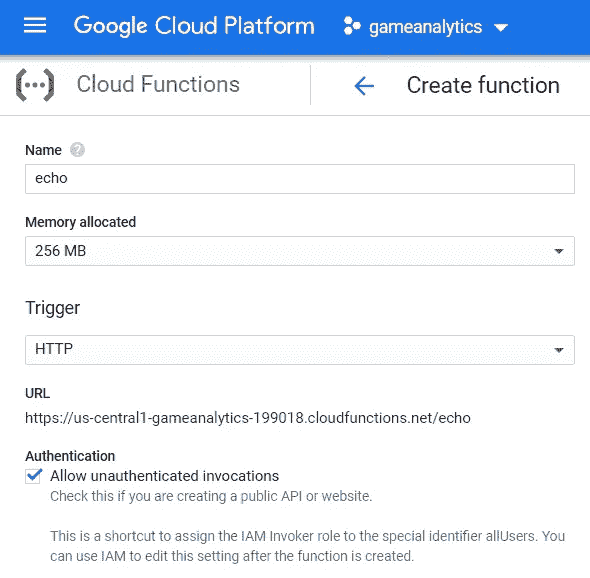 Google Cloud Platform gameanalytics
Cloud Functions Create function
Name
echo
Memory allocated
256 MB
Trigger
HTTP
URL
https://us-central1-gameanalytics-199018.cloudfunctions.net/echo
Authentication
Allow unauthenticated invocations
Check this if you are creating a public API or website.
This is a shortcut to assign the IAM Invoker role to the special identifier allUsers. You
can use IAM to edit this setting after the function is created.